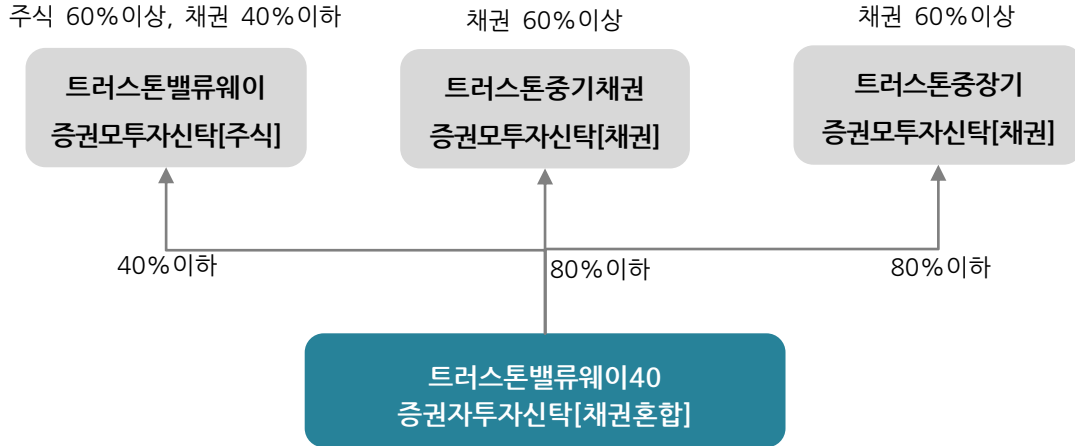 주식 60%이상, 채권 40%이하
채권 60%이상
채권 60%이상
트러스톤밸류웨이
증권모투자신탁[주식]
트러스톤중기채권
증권모투자신탁[채권]
트러스톤중장기
증권모투자신탁[채권]
40%이하
80%이하
80%이하
트러스톤밸류웨이40
증권자투자신탁[채권혼합]